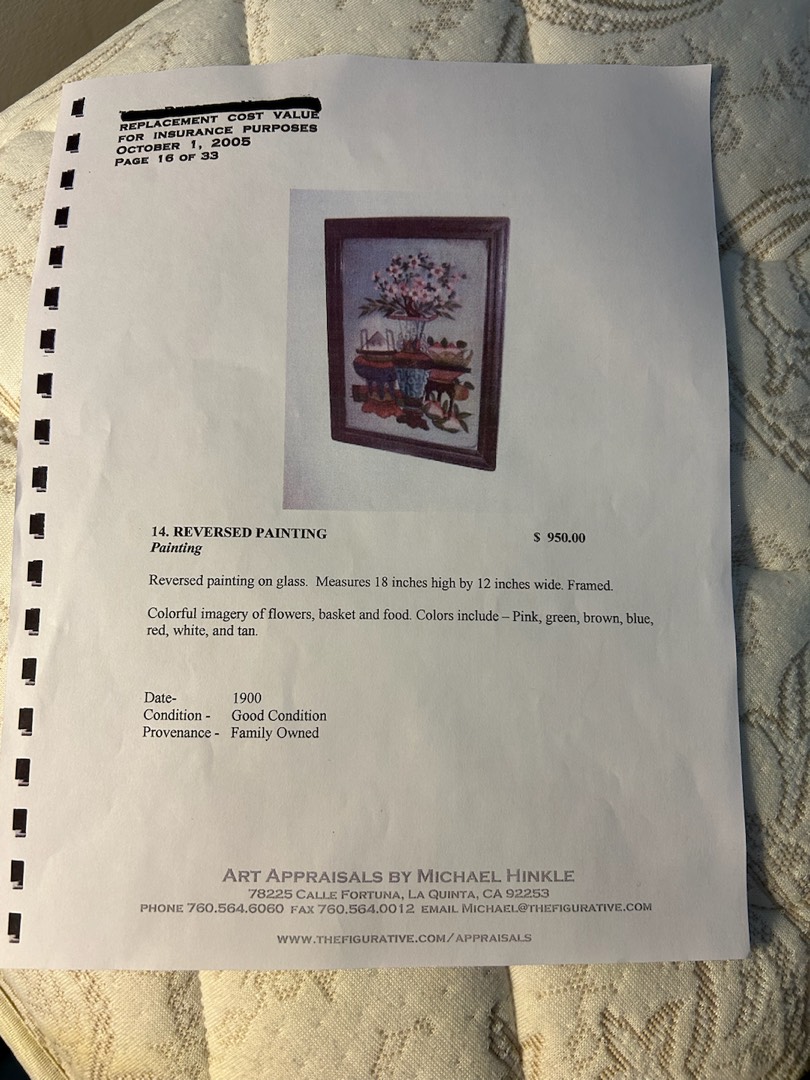 REPLACEMENT COST VALUE
FOR INSURANCE PURPOSES
OCTOBER 1, 2005
PAGE 16 OF 33
14. REVERSED PAINTING $ 950.00
Painting
Reversed painting on glass. Measures 18 inches high by 12 inches wide. Framed.
Colorful imagery of flowers, basket and food. Colors include – Pink, green, brown, blue,
red, white, and tan.
Date- 1900
Condition - Good Condition
Provenance - Family Owned
ART APPRAISALS BY MICHAEL HINKLE
78225 CALLE FORTUNA, LA QUINTA, CA 92253
PHONE 760.564.6060 FAX 760.564.0012 EMAIL MICHAEL@THEFIGURATIVE.COM
WWW.THEFIGURATIVE.COM/APPRAISALS